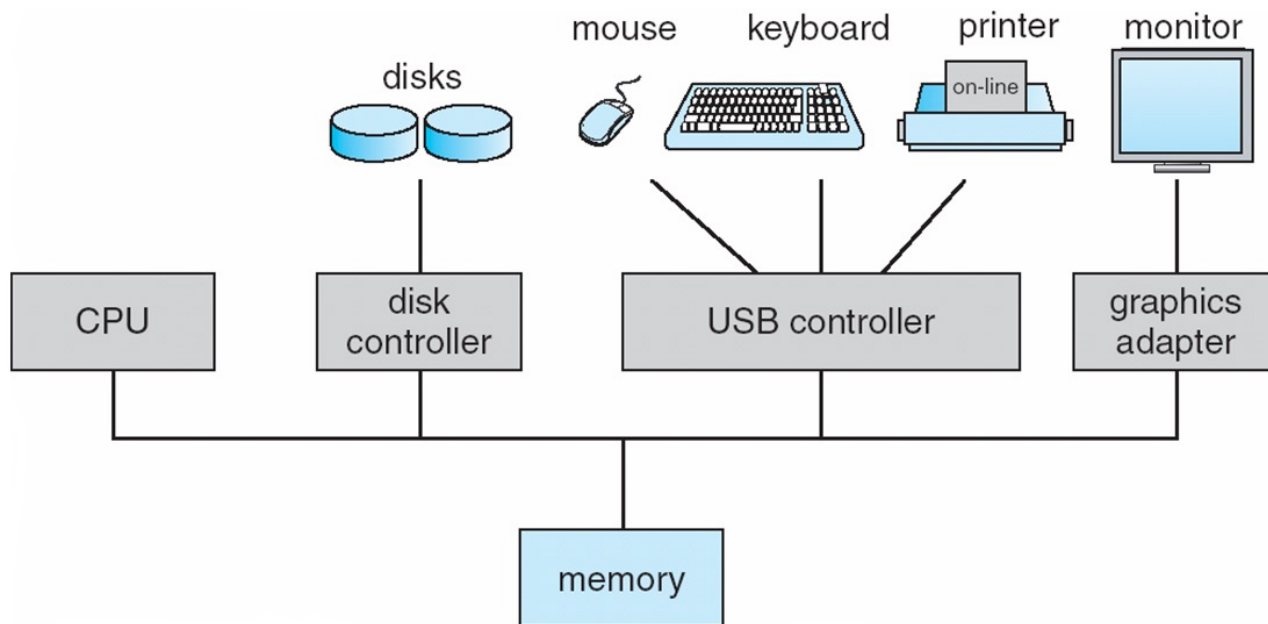 mouse
keyboard
printer
monitor
disks
on-line
CPU
disk
controller
USB controller
graphics
adapter
memory